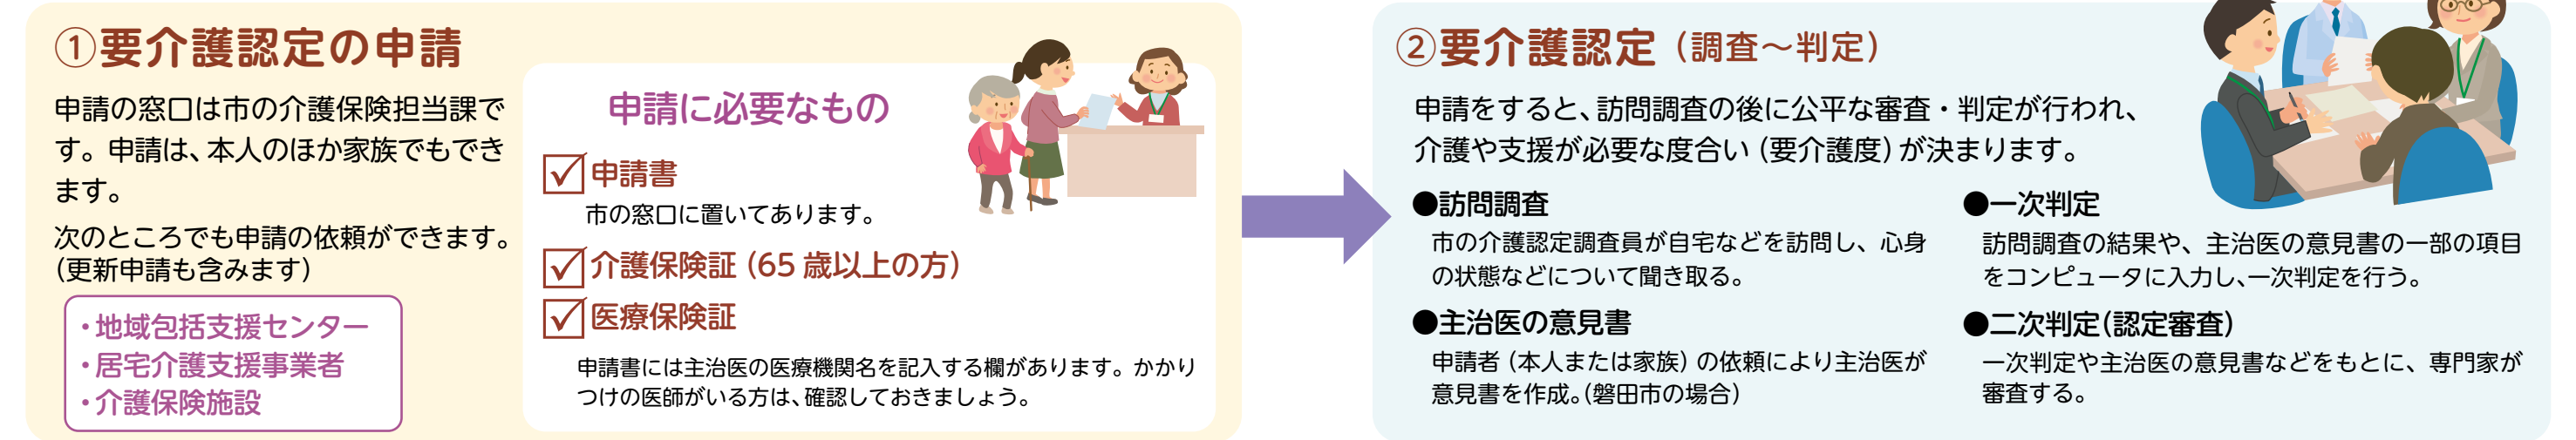 ①要介護認定の申請
申請の窓口は市の介護保険担当課で
す。申請は、本人のほか家族でもでき
ます。
次のところでも申請の依頼ができます。
(更新申請も含みます)
・地域包括支援センター
・居宅介護支援事業者
・介護保険施設
申請に必要なもの
申請書
市の窓口に置いてあります。
介護保険証(65歳以上の方)
医療保険証
申請書には主治医の医療機関名を記入する欄があります。かかり
つけの医師がいる方は、確認しておきましょう。
②要介護認定(調査~判定)
申請をすると、訪問調査の後に公平な審査・判定が行われ、
介護や支援が必要な度合い(要介護度)が決まります。
●訪問調査
市の介護認定調査員が自宅などを訪問し、心身
の状態などについて聞き取る。
●主治医の意見書
申請者(本人または家族)の依頼により主治医が
意見書を作成。(磐田市の場合)
●一次判定
訪問調査の結果や、主治医の意見書の一部の項目
をコンピュータに入力し、一次判定を行う。
●二次判定(認定審査)
一次判定や主治医の意見書などをもとに、専門家が
審査する。